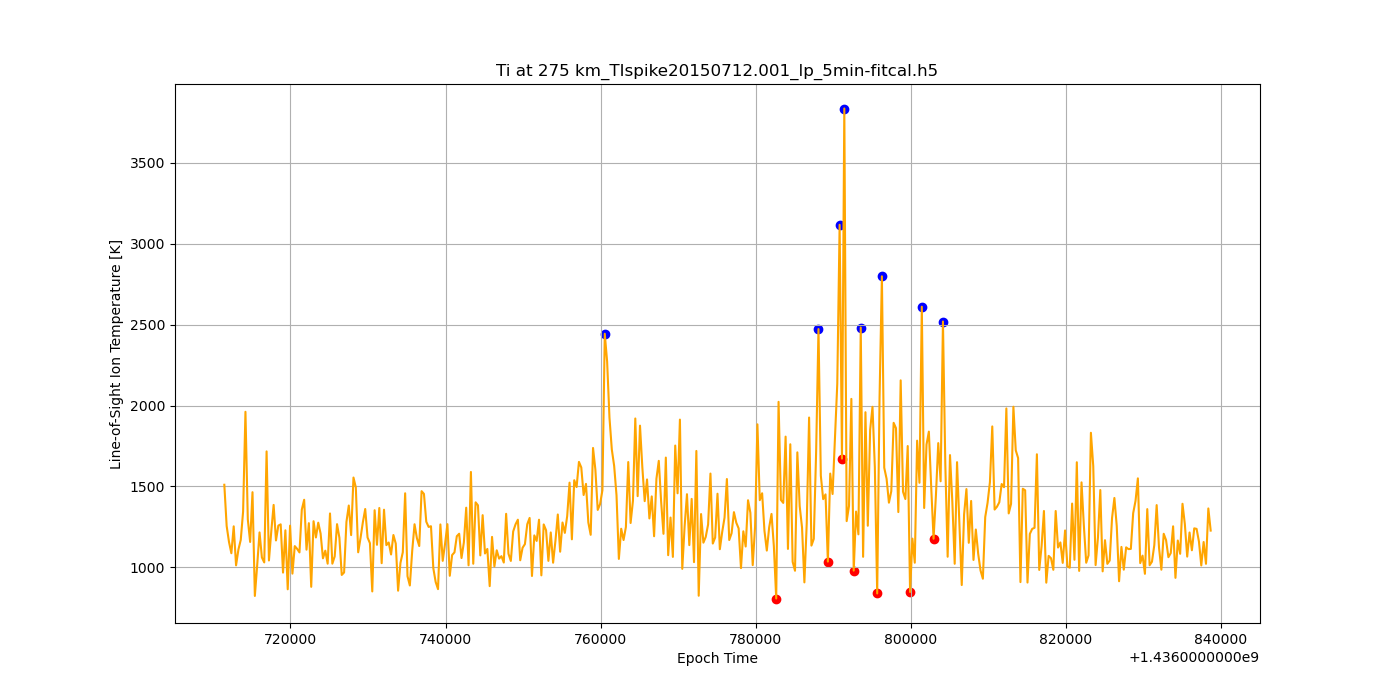 Ti at 275 km_TIspike20150712.001_lp_5min-fitcal.h5
Line-of-Sight Ion Temperature [K]
3500
3000
2500
2000
1500
1000
720000 740000 760000 780000 800000 820000 840000
Epoch Time
+1.4360000000e9